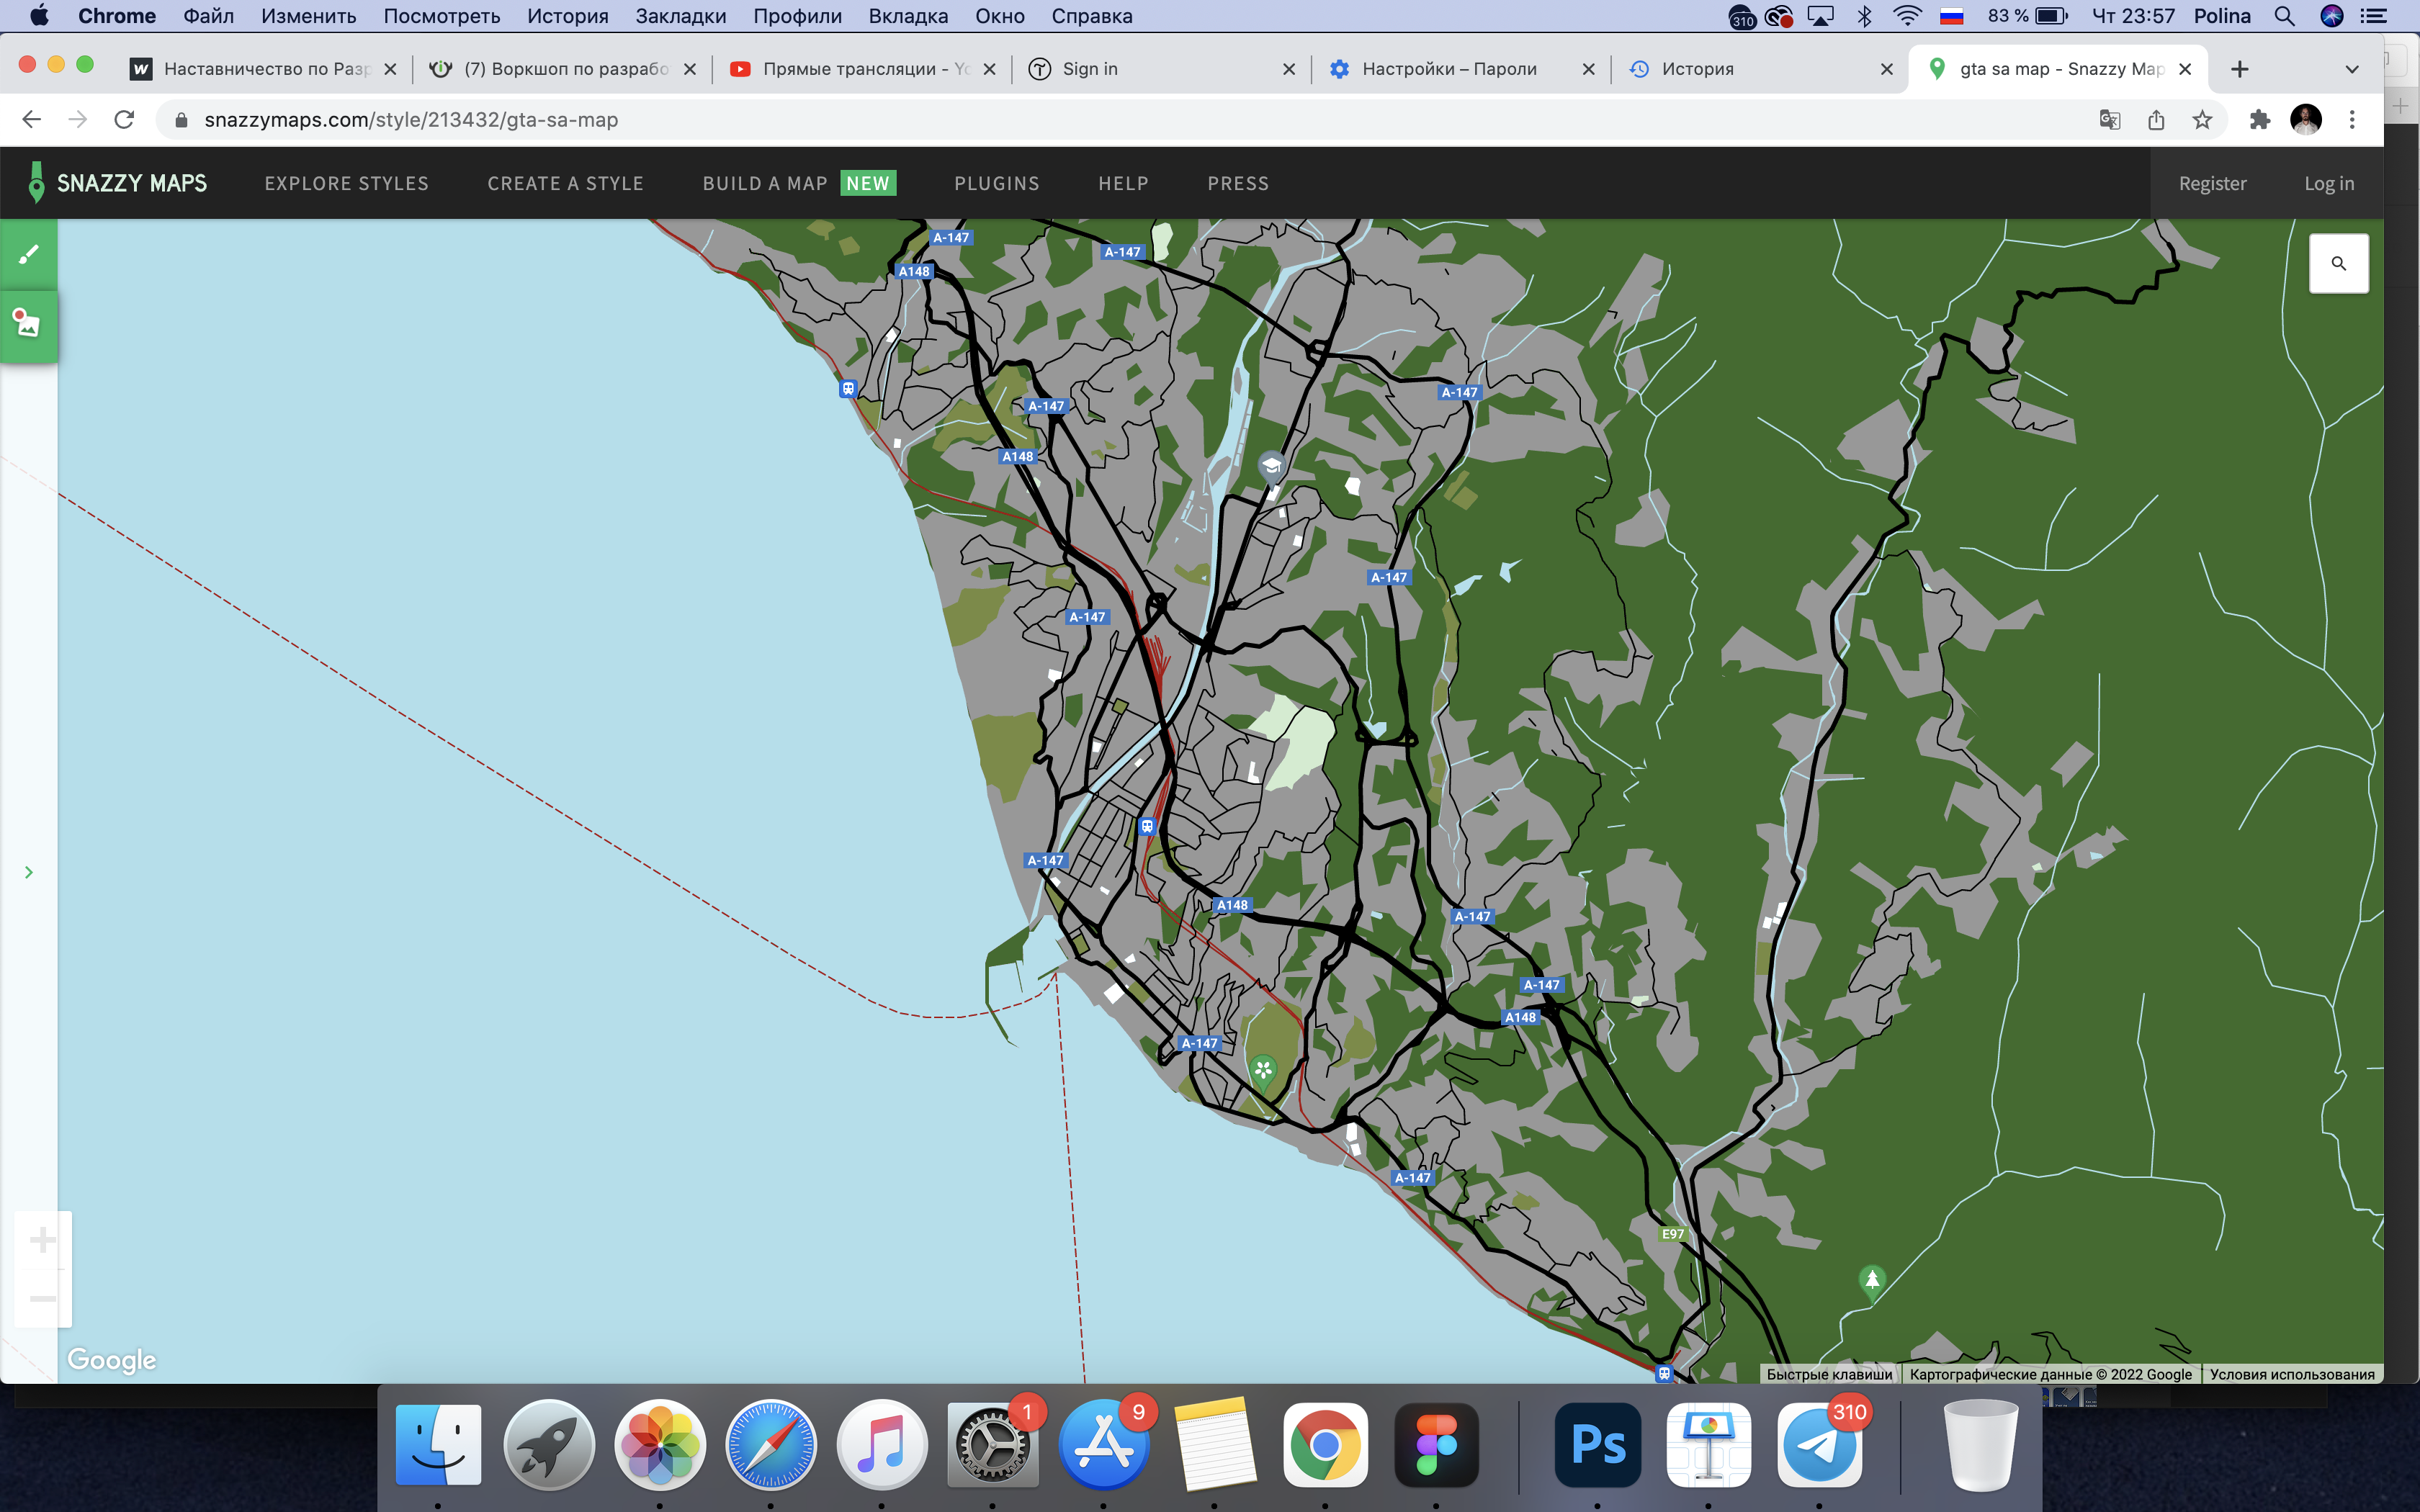 Chrome Файл Изменить Посмотреть История Закладки Профили Вкладка Окно Справка 310 83 % Чт 23:57 Polina
Наставничество по Разр (7) Воркшоп по разрабо Прямые трансляции - Yo Sign in Настройки – Пароли История gta sa map - Snazzy Map
snazzymaps.com/style/213432/gta-sa-map
SNAZZY MAPS EXPLORE STYLES CREATE A STYLE BUILD A MAP NEW PLUGINS HELP PRESS Register Log in
A-147
A-147
A148
A-147
A-147
A148
A-147
A-147
A-147
A148
A-147
A-147
A148
A-147
A-147
E97
Google
Быстрые клавиши Картографические данные © 2022 Google Условия использования
1 9 310
Ps